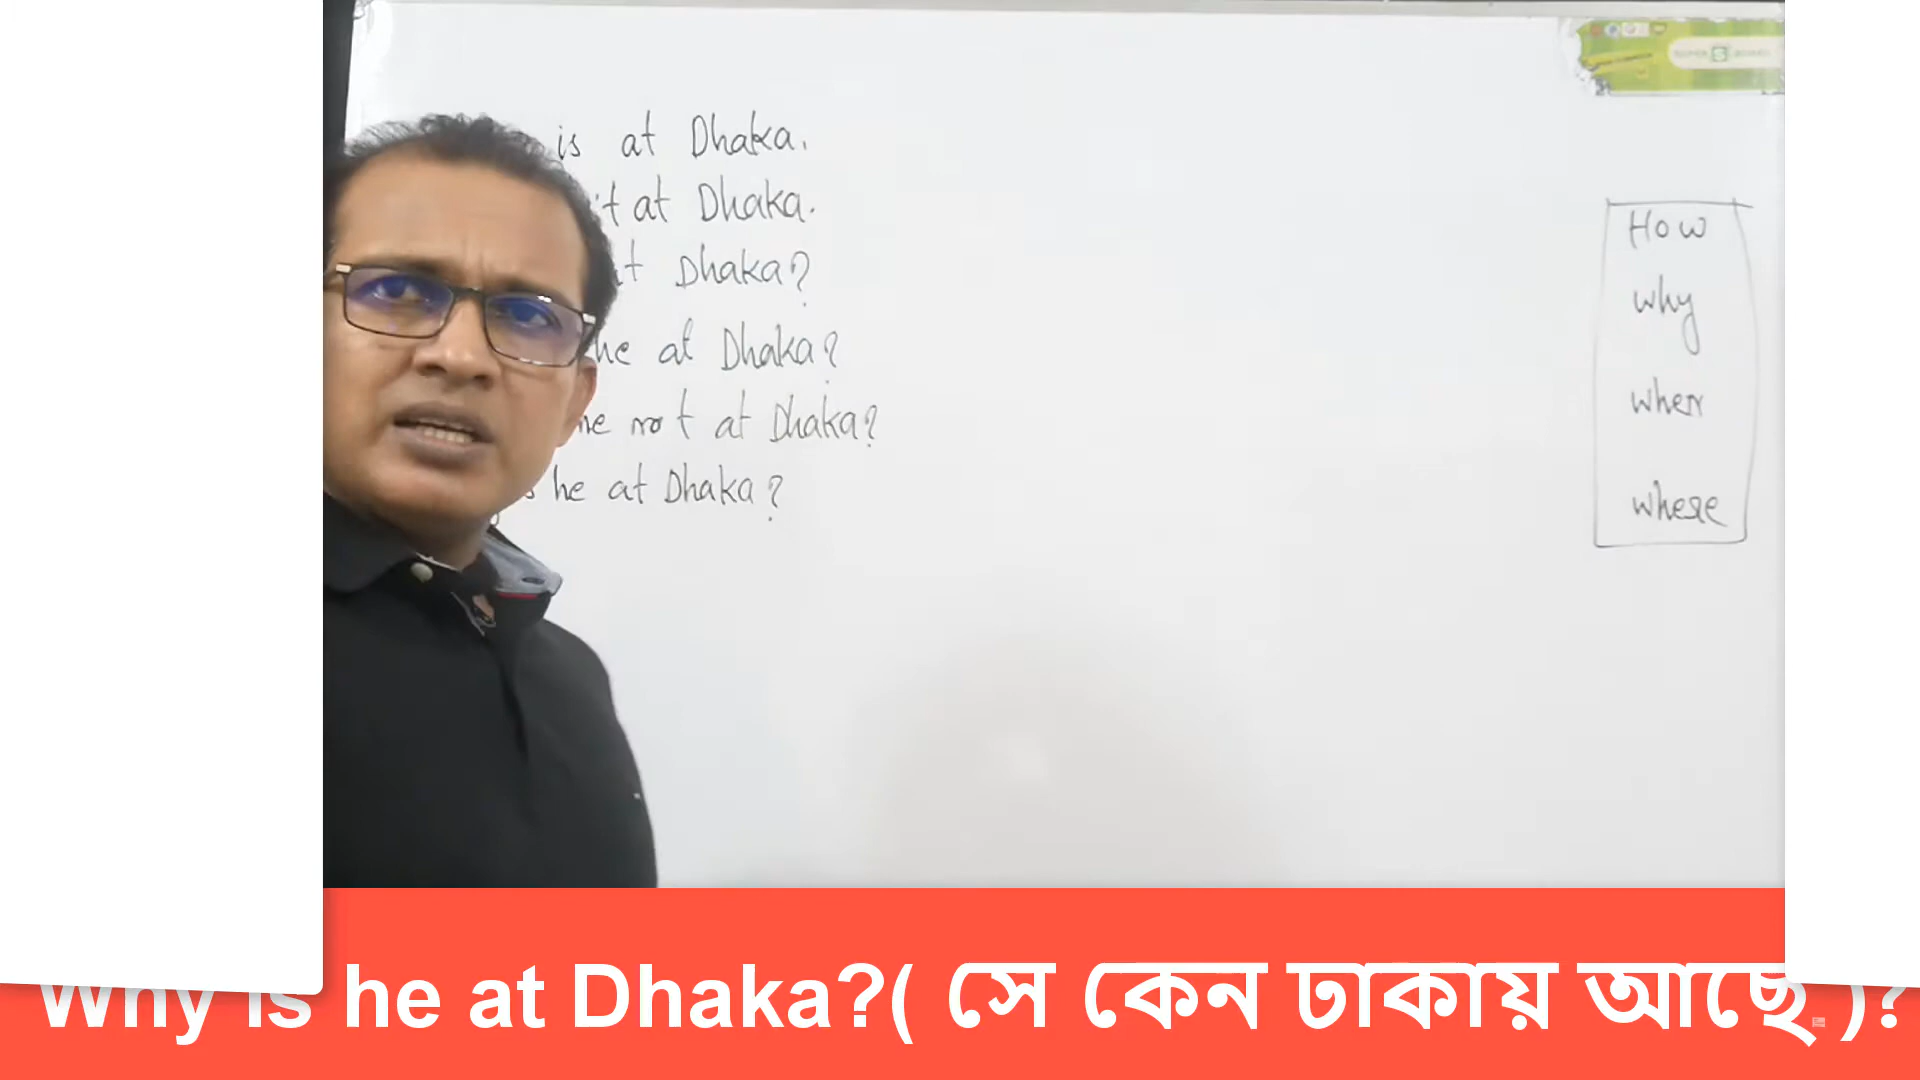 is at Dhaka.
't at Dhaka.
at Dhaka?
he at Dhaka?
he not at Dhaka?
he at Dhaka?
How
why
when
where
Why is he at Dhaka?( সে কেন ঢাকায় আছে )?